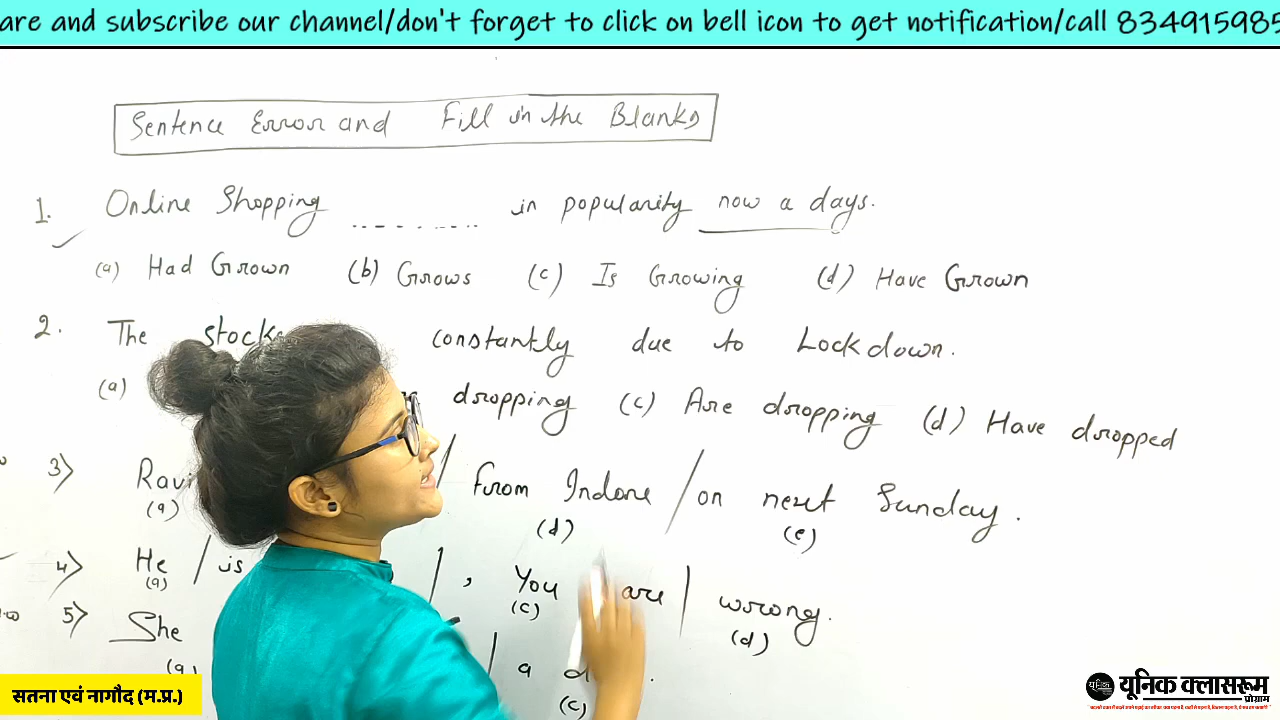 are and subscribe our channel/don't forget to click on bell icon to get notification/call 834915985
Sentence Error and Fill in the Blanks
1. Online Shopping ......... in popularity now a days.
(a) Had Grown (b) Grows (c) Is Growing (d) Have Grown
2. The stocks constantly due to Lockdown.
(a) dropping (c) Are dropping (d) Have dropped
3) Ravi / from Indore / on next Sunday.
(a) (d) (e)
4) He / is / , You are / wrong.
(a) (c) (d)
5) She / a
(a) (c)
सतना एवं नागौद (म.प्र.)
यूनिक क्लासरूम
प्रोग्राम